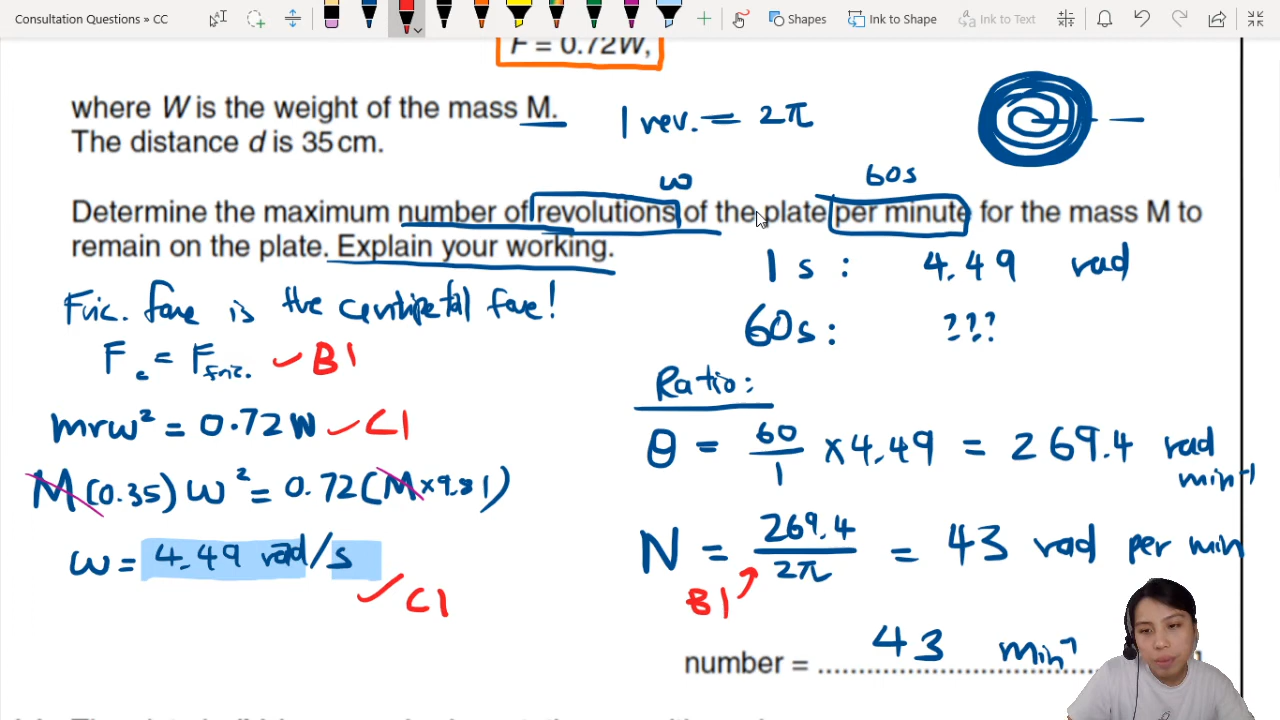 Consultation Questions » CC
Shapes
Ink to Shape
Ink to Text
F = 0.72W,
where W is the weight of the mass M.
1 rev. = 2π
The distance d is 35 cm.
ω
60s
Determine the maximum number of revolutions of the plate per minute for the mass M to
remain on the plate. Explain your working.
1 s : 4.49 rad
Fric. force is the centripetal force!
60s : ???
Fc = Ffric. ✓ B1
Ratio:
mrω² = 0.72W ✓ C1
θ = 60/1 × 4.49 = 269.4 rad min⁻¹
M(0.35)ω² = 0.72(M×9.81)
N = 269.4/2π = 43 rad per min
ω = 4.49 rad/s
✓ C1
B1
number = 43 min⁻¹